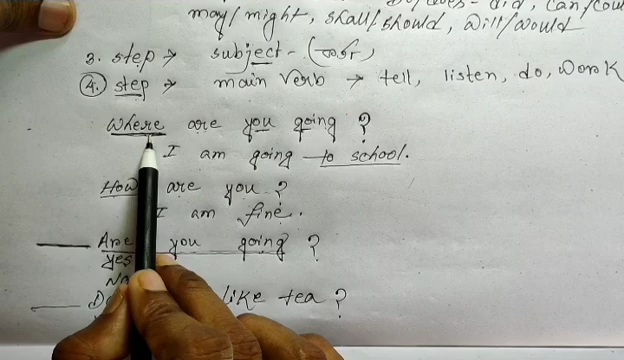 may/might, shall/should, will/would
3. step → subject - (कर्ता)
④. step → main verb → tell, listen, do, work
Where are you going ?
I am going to school.
How are you ?
I am fine.
Are you going ?
yes
like tea ?